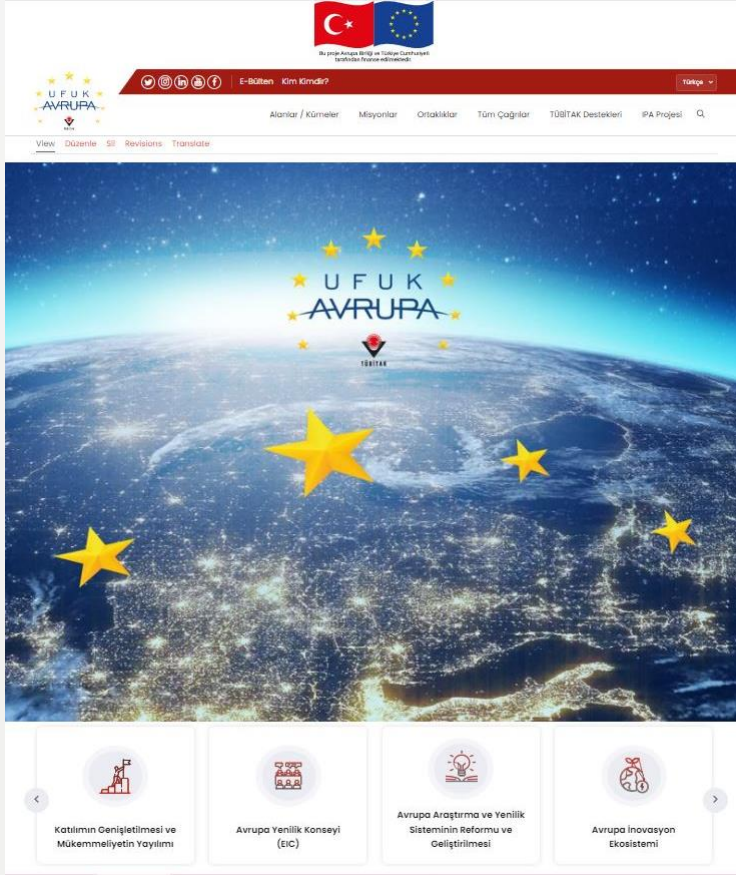 Bu proje Avrupa Birliği ve Türkiye Cumhuriyeti
tarafından finanse edilmektedir.
E-Bülten Kim Kimdir?
Türkçe
UFUK
AVRUPA
Alanlar / Kümeler Misyonlar Ortaklıklar Tüm Çağrılar TÜBİTAK Destekleri IPA Projesi
View Düzenle Sil Revisions Translate
UFUK
AVRUPA
TÜBİTAK
Katılımın Genişletilmesi ve
Mükemmeliyetin Yayılımı
Avrupa Yenilik Konseyi
(EIC)
Avrupa Araştırma ve Yenilik
Sisteminin Reformu ve
Geliştirilmesi
Avrupa İnovasyon
Ekosistemi